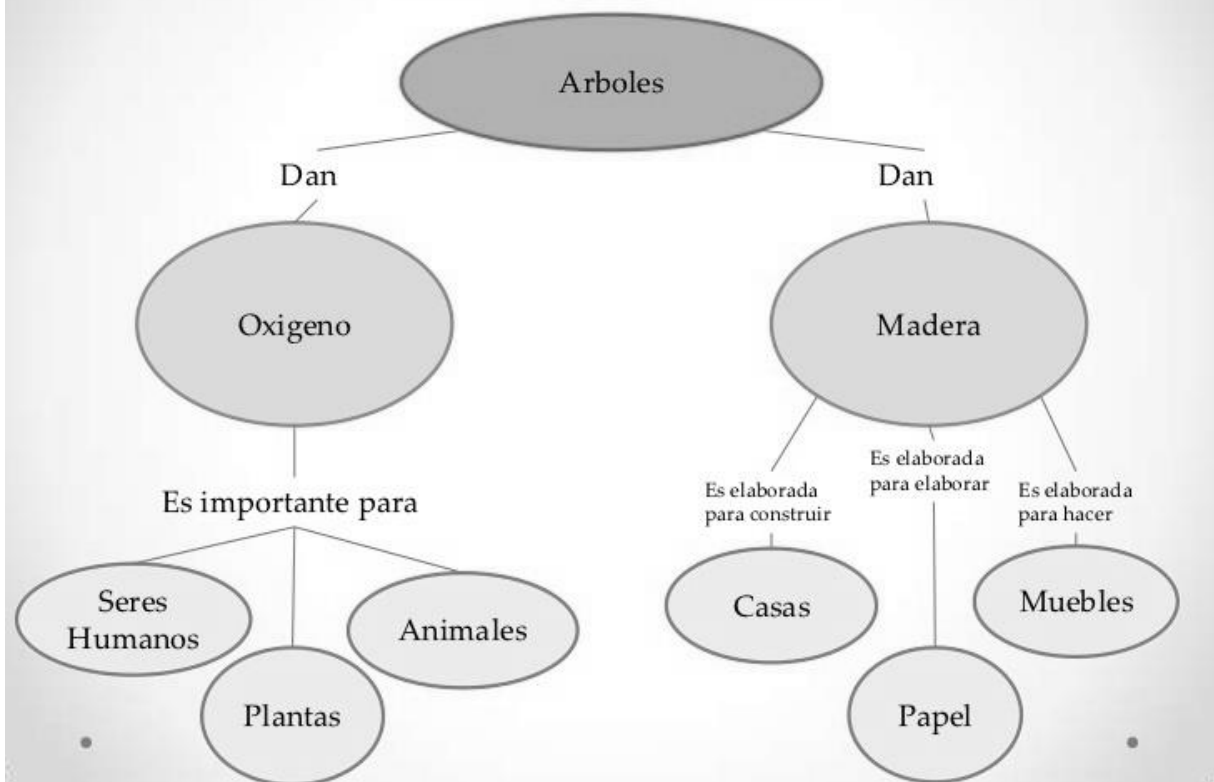 Arboles
Dan
Dan
Oxigeno
Madera
Es importante para
Es elaborada
para construir
Es elaborada
para elaborar
Es elaborada
para hacer
Seres
Humanos
Plantas
Animales
Casas
Papel
Muebles